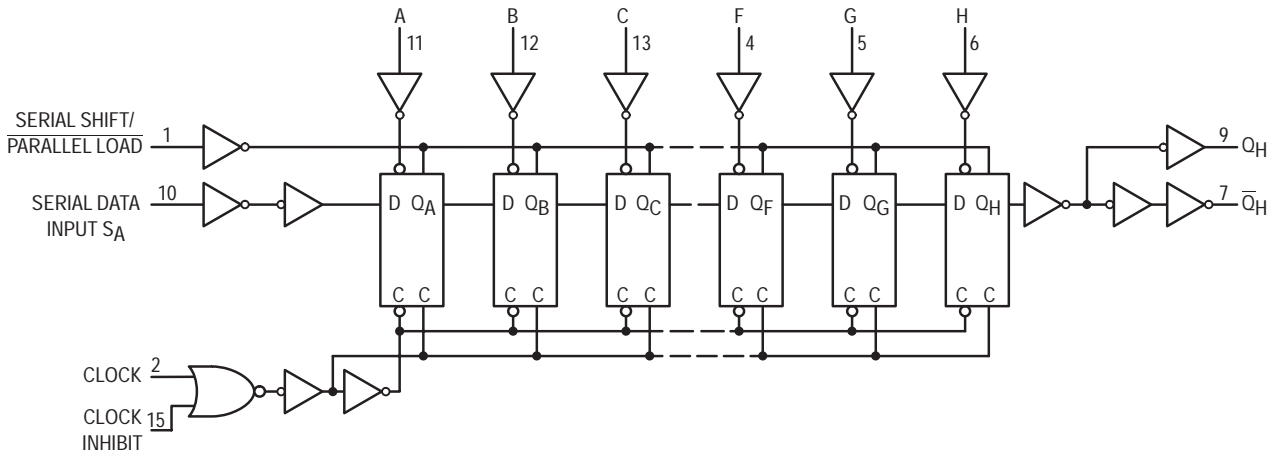 A B C F G H
11 12 13 4 5 6
SERIAL SHIFT/
PARALLEL LOAD 1
9 QH
SERIAL DATA
INPUT SA
10
D QA D QB D QC D QF D QG D QH
7 QH
C C C C C C C C C C C C
CLOCK 2
CLOCK
INHIBIT
15